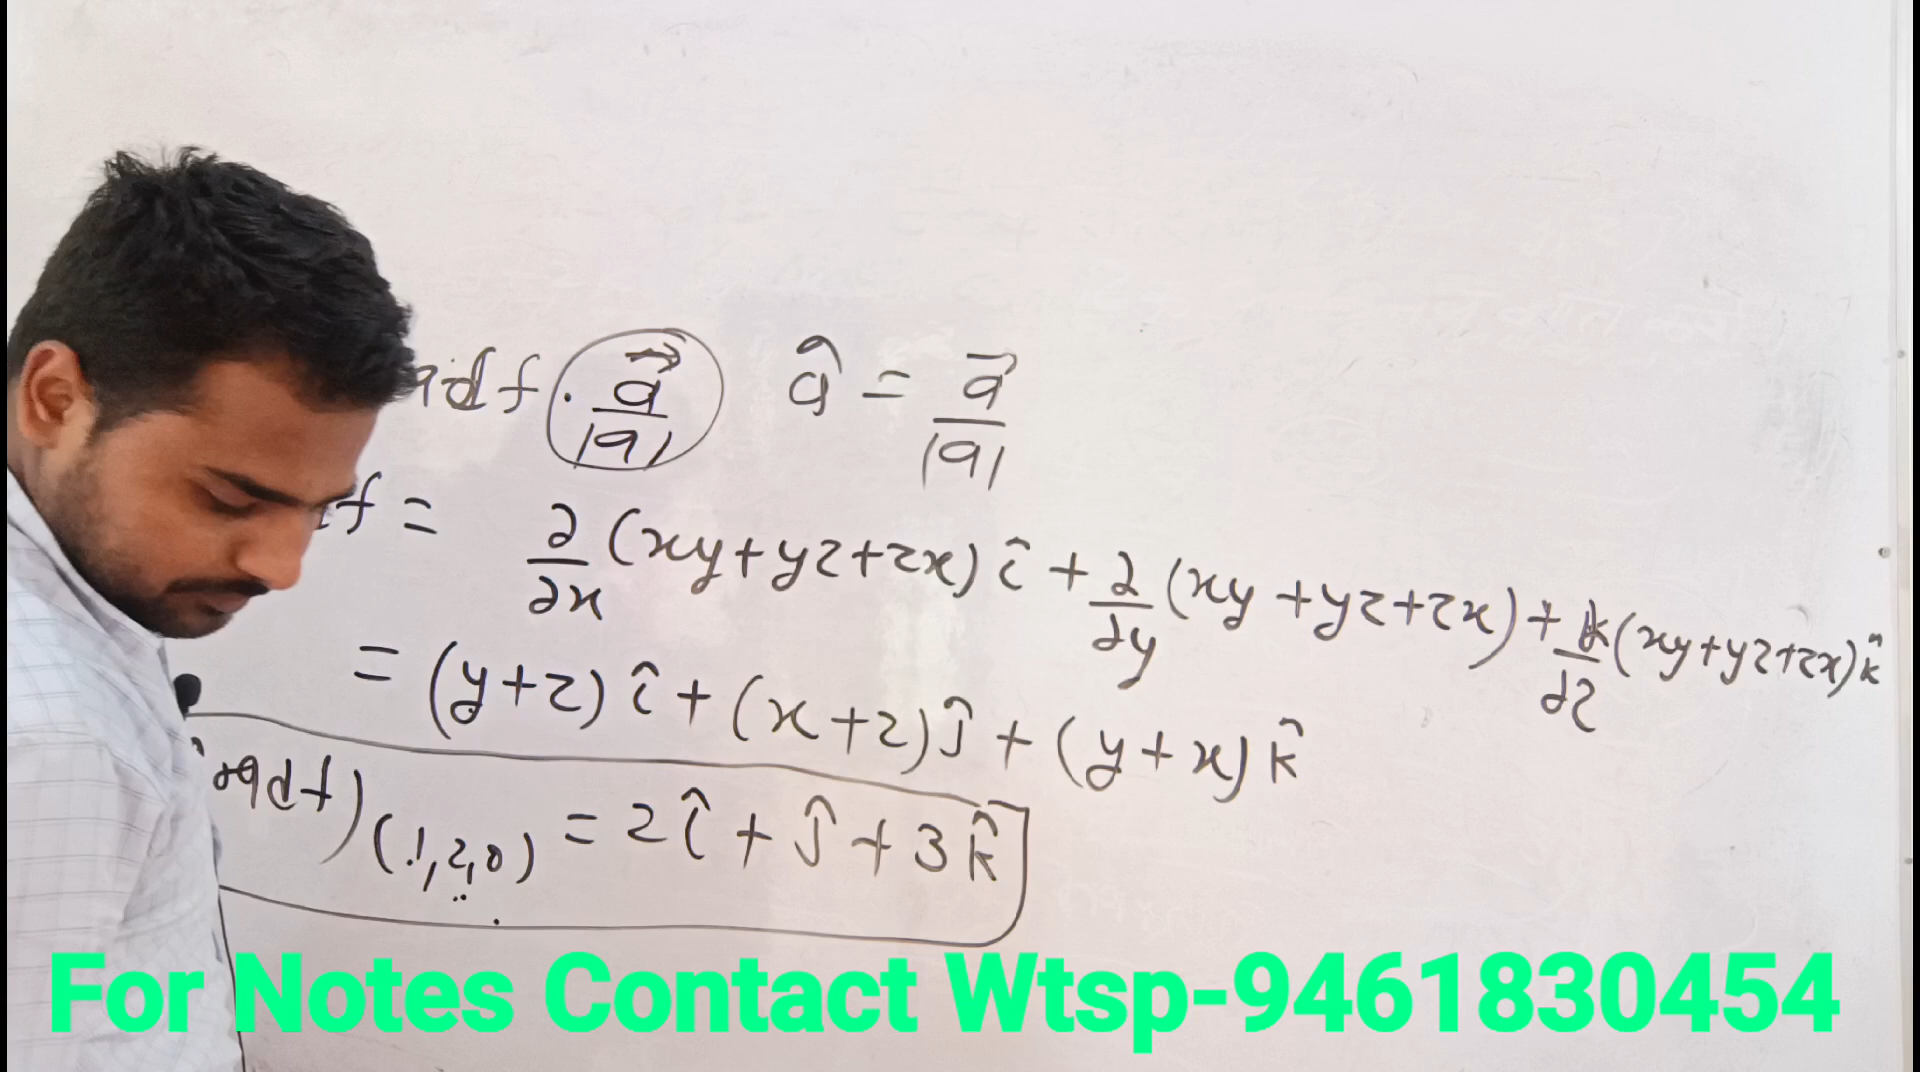 adf · a⃗/|a| â = a⃗/|a|
f = ∂/∂x (xy+yz+zx) î + ∂/∂y (xy+yz+zx) + ∂/∂z (xy+yz+zx) k̂
= (y+z) î + (x+z) ĵ + (y+x) k̂
radf)(1,2,0) = 2î + ĵ + 3k̂
For Notes Contact Wtsp-9461830454